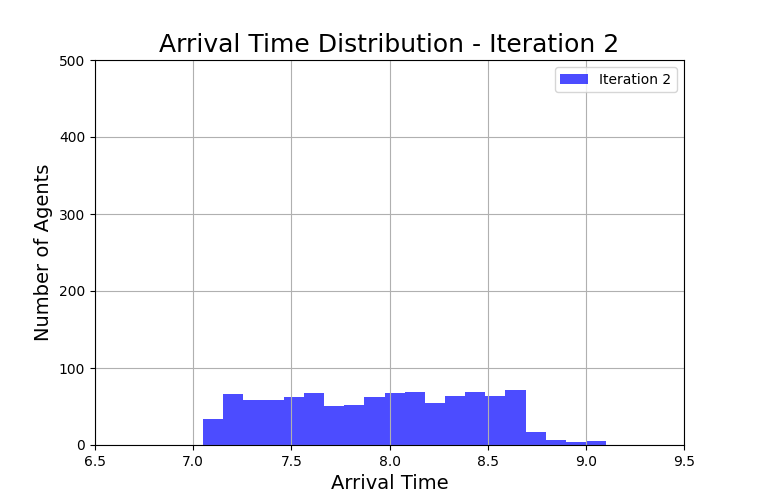 Arrival Time Distribution - Iteration 2
Iteration 2
500
400
300
200
100
0
Number of Agents
6.5 7.0 7.5 8.0 8.5 9.0 9.5
Arrival Time